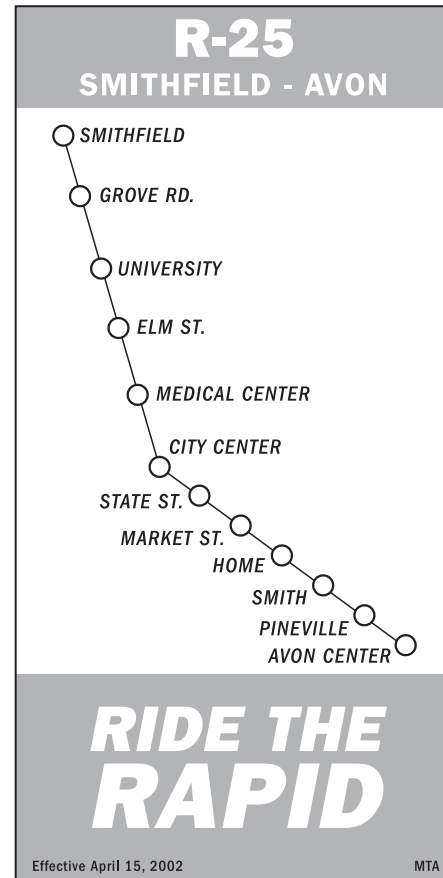 R-25
SMITHFIELD - AVON
SMITHFIELD
GROVE RD.
UNIVERSITY
ELM ST.
MEDICAL CENTER
CITY CENTER
STATE ST.
MARKET ST.
HOME
SMITH
PINEVILLE
AVON CENTER
RIDE THE
RAPID
Effective April 15, 2002 MTA